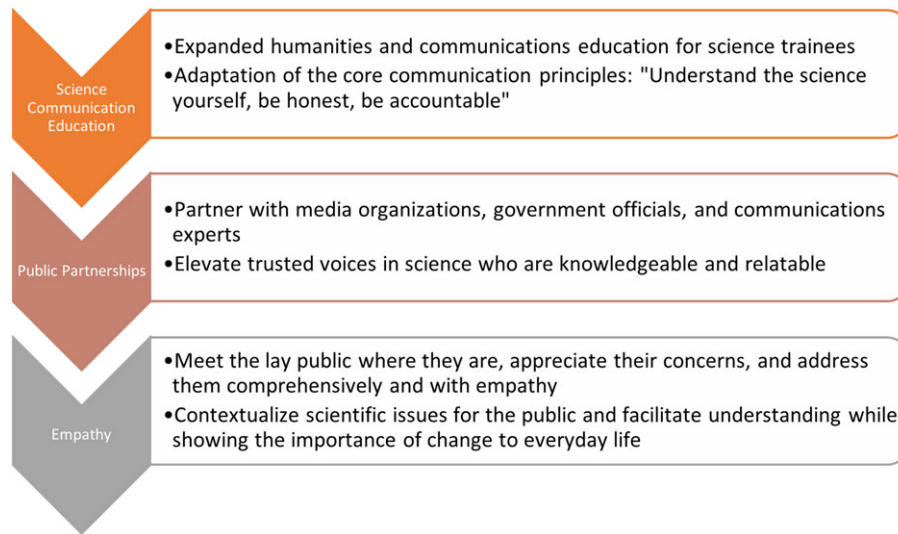 Science
Communication
Education
•Expanded humanities and communications education for science trainees
•Adaptation of the core communication principles: "Understand the science
yourself, be honest, be accountable"
Public Partnerships
•Partner with media organizations, government officials, and communications
experts
•Elevate trusted voices in science who are knowledgeable and relatable
Empathy
•Meet the lay public where they are, appreciate their concerns, and address
them comprehensively and with empathy
•Contextualize scientific issues for the public and facilitate understanding while
showing the importance of change to everyday life